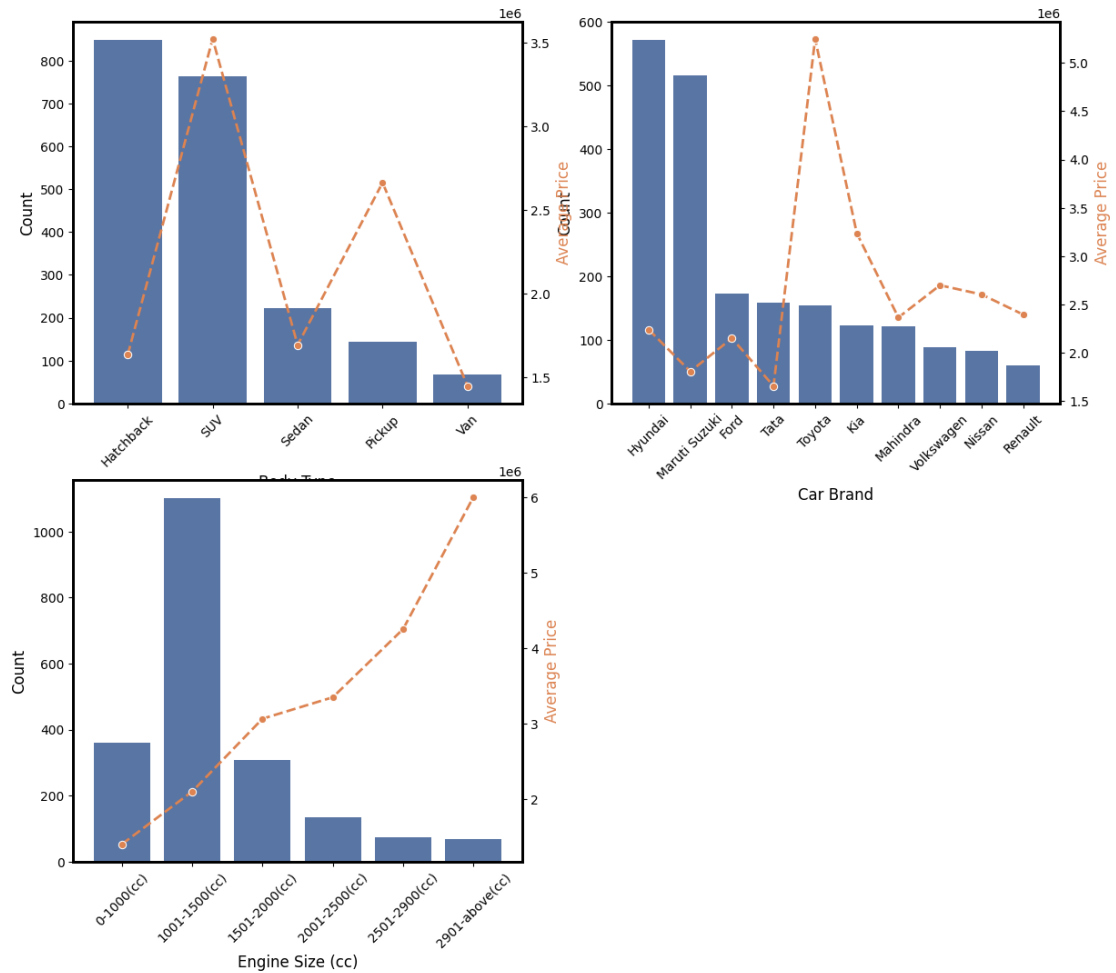 1e6
800
700
600
500
400
300
200
100
0
Count
3.5
3.0
2.5
2.0
1.5
Average Price
Hatchback
SUV
Sedan
Pickup
Van
Body Type
1e6
600
500
400
300
200
100
0
Count
5.0
4.5
4.0
3.5
3.0
2.5
2.0
1.5
Average Price
Hyundai
Maruti Suzuki
Ford
Tata
Toyota
Kia
Mahindra
Volkswagen
Nissan
Renault
Car Brand
1e6
1000
800
600
400
200
0
Count
6
5
4
3
2
Average Price
0-1000(cc)
1001-1500(cc)
1501-2000(cc)
2001-2500(cc)
2501-2900(cc)
2901-above(cc)
Engine Size (cc)